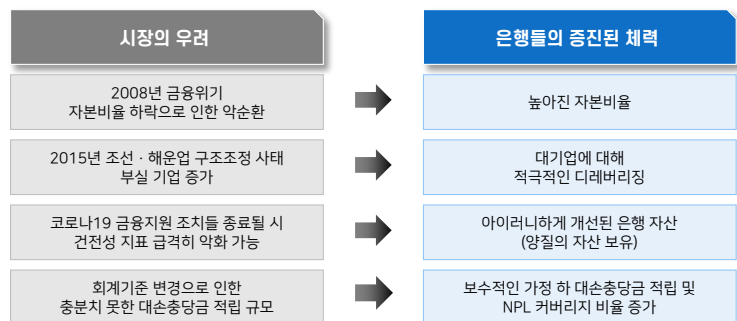 시장의 우려
은행들의 증진된 체력
2008년 금융위기
자본비율 하락으로 인한 악순환
높아진 자본비율
2015년 조선 · 해운업 구조조정 사태
부실 기업 증가
대기업에 대해
적극적인 디레버리징
코로나19 금융지원 조치들 종료될 시
건전성 지표 급격히 악화 가능
아이러니하게 개선된 은행 자산
(양질의 자산 보유)
회계기준 변경으로 인한
충분치 못한 대손충당금 적립 규모
보수적인 가정 하 대손충당금 적립 및
NPL 커버리지 비율 증가